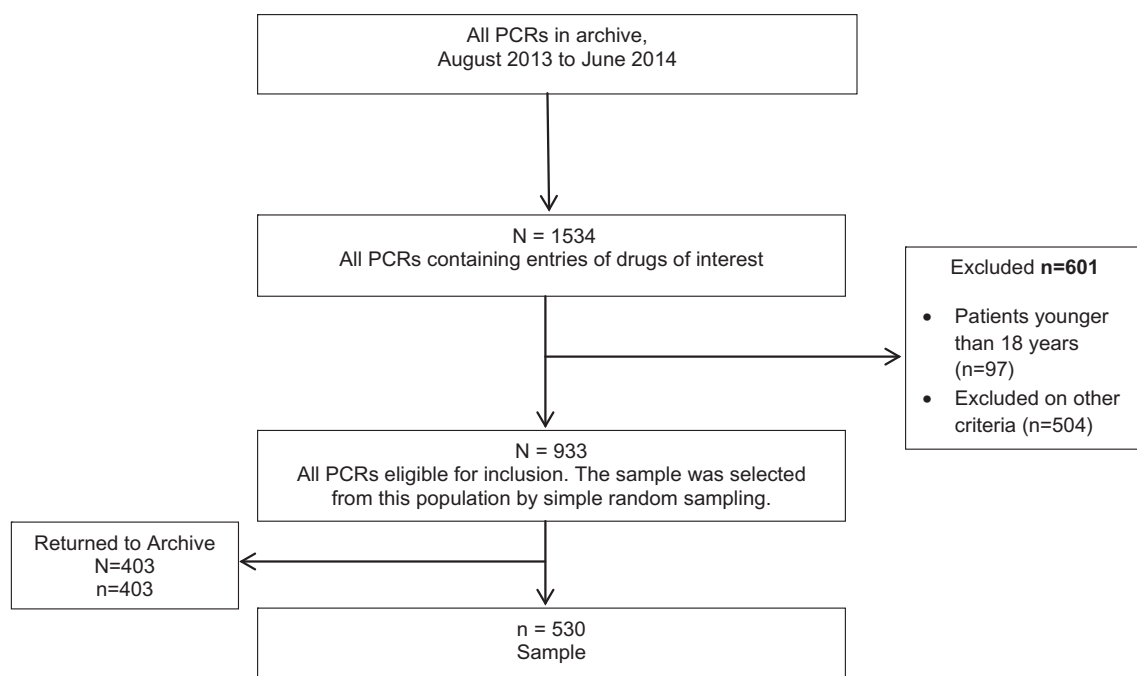 All PCRs in archive,
August 2013 to June 2014
N = 1534
All PCRs containing entries of drugs of interest
Excluded n=601
• Patients younger
than 18 years
(n=97)
• Excluded on other
criteria (n=504)
N = 933
All PCRs eligible for inclusion. The sample was selected
from this population by simple random sampling.
Returned to Archive
N=403
n=403
n = 530
Sample